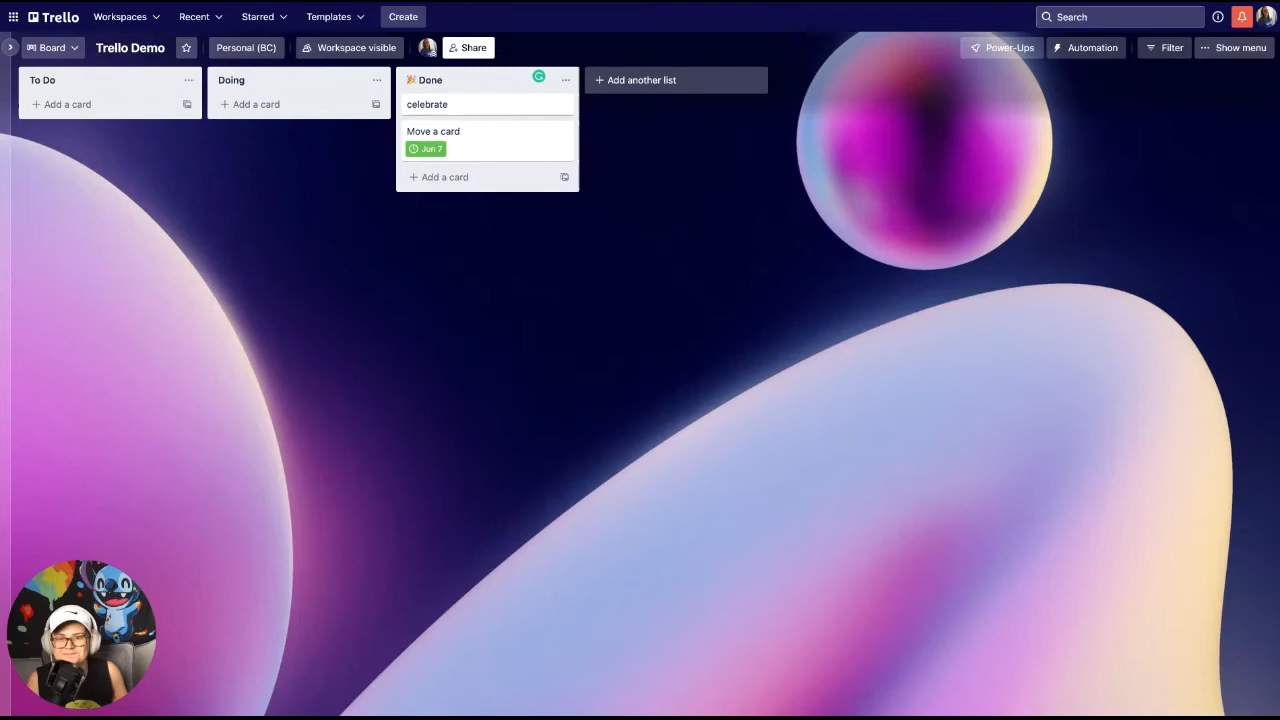 Trello Workspaces Recent Starred Templates Create Search
Board Trello Demo Personal (BC) Workspace visible Share Power-Ups Automation Filter Show menu
To Do
Add a card
Doing
Add a card
🎉 Done
celebrate
Move a card
Jun 7
Add a card
Add another list